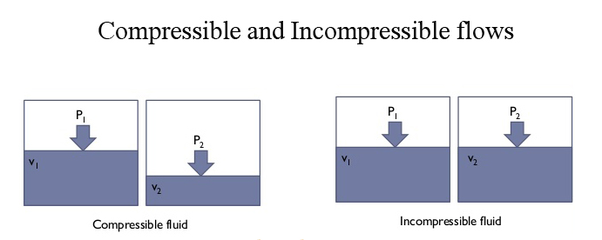 Compressible and Incompressible flows
P1 P2 P1 P2
v1 v2 v1 v2
Compressible fluid Incompressible fluid